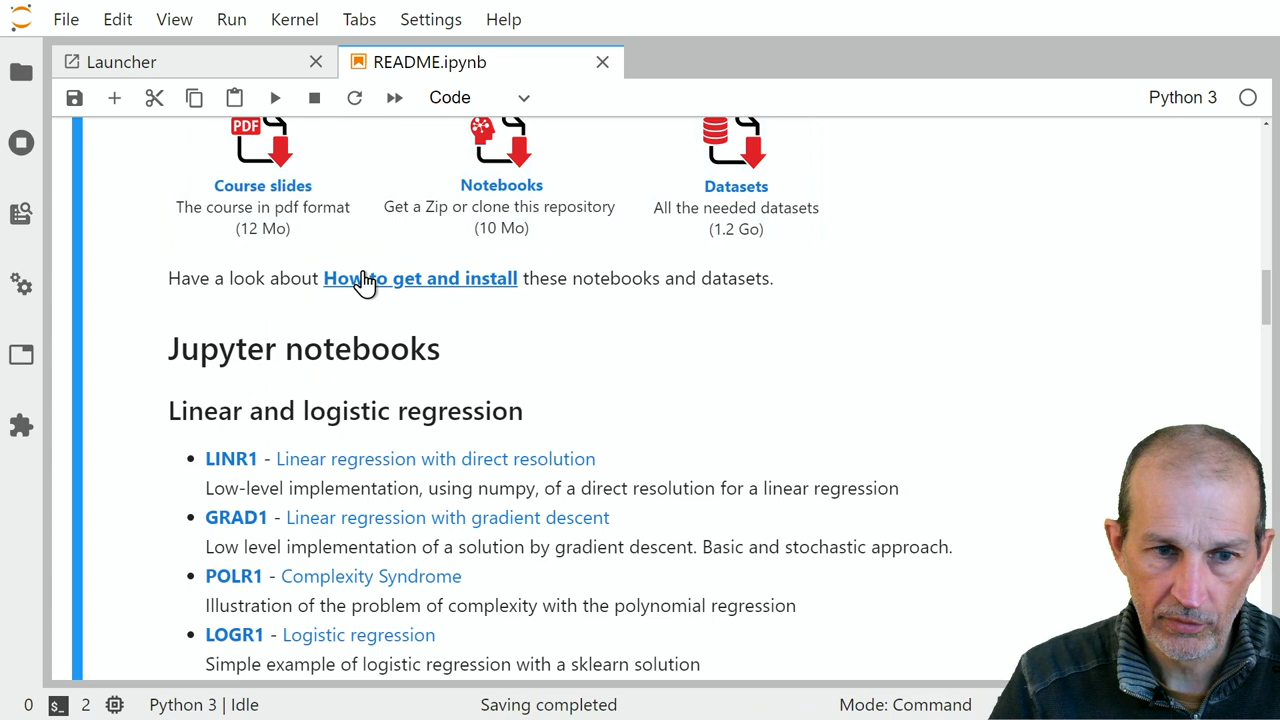 File Edit View Run Kernel Tabs Settings Help
Launcher README.ipynb
Code Python 3
PDF
Course slides Notebooks Datasets
The course in pdf format Get a Zip or clone this repository All the needed datasets
(12 Mo) (10 Mo) (1.2 Go)
Have a look about How to get and install these notebooks and datasets.
Jupyter notebooks
Linear and logistic regression
LINR1 - Linear regression with direct resolution
Low-level implementation, using numpy, of a direct resolution for a linear regression
GRAD1 - Linear regression with gradient descent
Low level implementation of a solution by gradient descent. Basic and stochastic approach.
POLR1 - Complexity Syndrome
Illustration of the problem of complexity with the polynomial regression
LOGR1 - Logistic regression
Simple example of logistic regression with a sklearn solution
0 $_ 2 Python 3 | Idle Saving completed Mode: Command